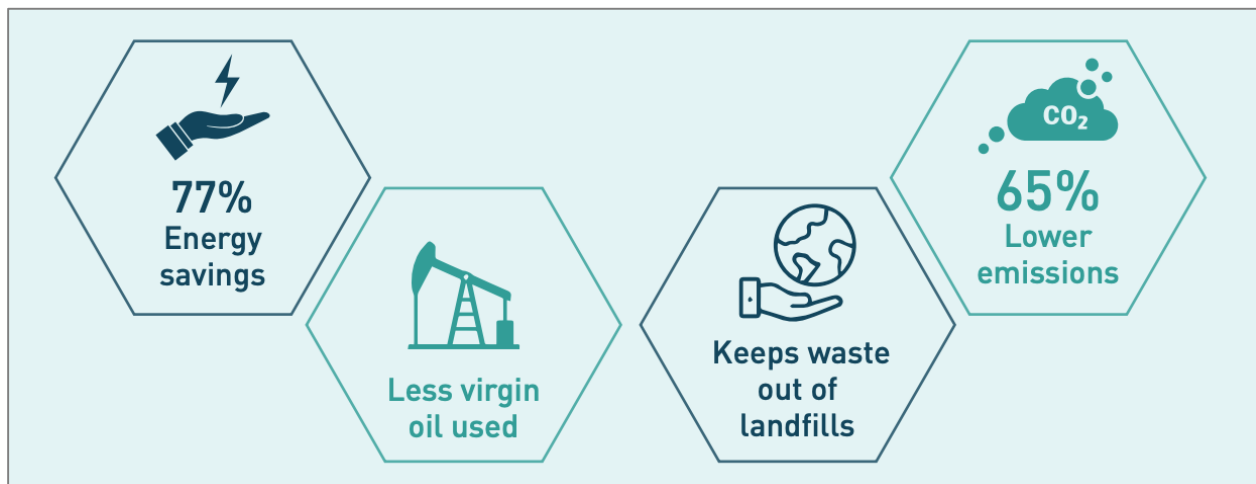 77%
Energy
savings
Less virgin
oil used
Keeps waste
out of
landfills
CO₂
65%
Lower
emissions